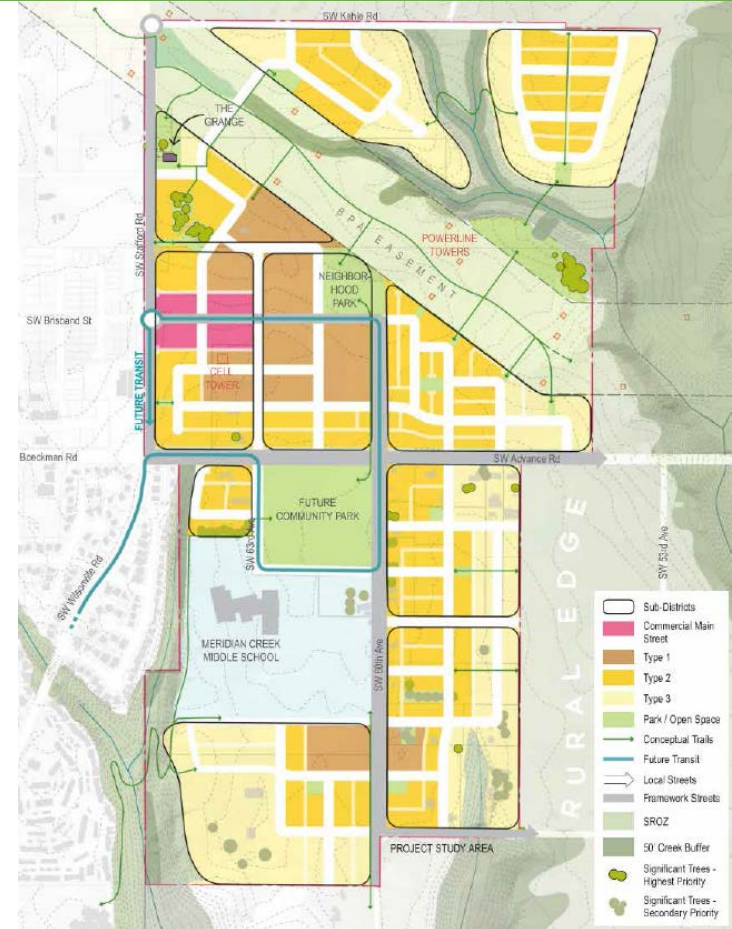 SW Kahle Rd
THE
GRANGE
SW Stafford Rd
BPA EASEMENT
POWERLINE
TOWERS
NEIGHBOR-
HOOD
PARK
SW Brisband St
FUTURE TRANSIT
CELL
TOWER
Boeckman Rd
SW Advance Rd
FUTURE
COMMUNITY PARK
SW 63rd Ave
SW 53rd Ave
SW Wilsonville Rd
RURAL EDGE
MERIDIAN CREEK
MIDDLE SCHOOL
SW 60th Ave
PROJECT STUDY AREA
Sub-Districts
Commercial Main
Street
Type 1
Type 2
Type 3
Park / Open Space
Conceptual Trails
Future Transit
Local Streets
Framework Streets
SROZ
50' Creek Buffer
Significant Trees -
Highest Priority
Significant Trees -
Secondary Priority